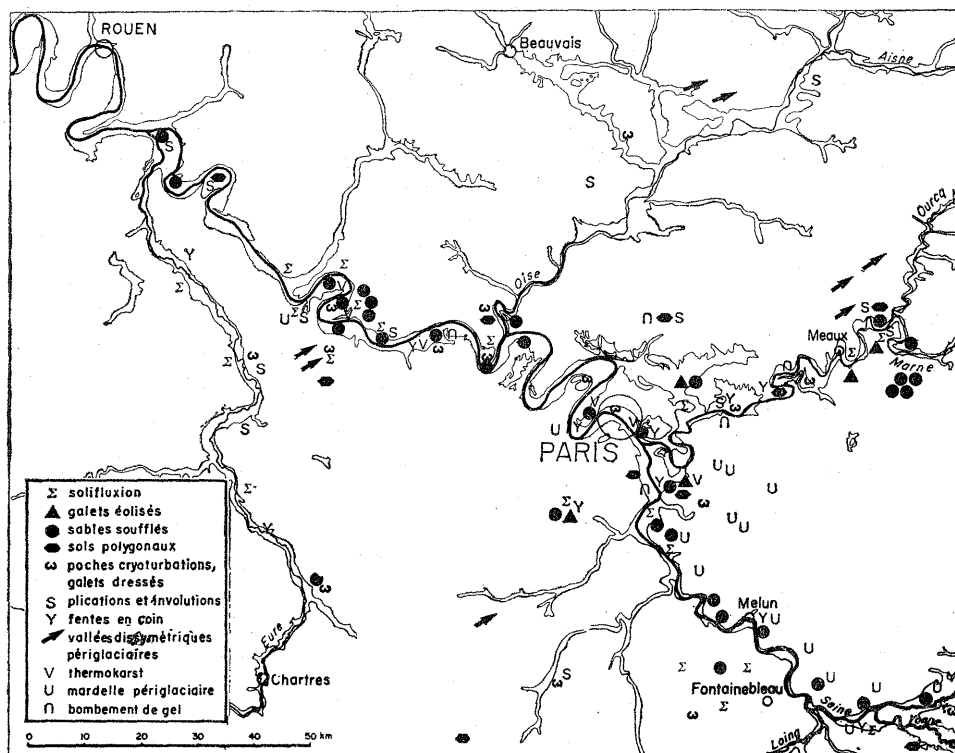 ROUEN
Beauvais
Aisne
Ourcq
Oise
Meaux
Marne
PARIS
Melun
Fontainebleau
Seine
Yonne
Loing
Eure
Chartres
Σ solifluxion
galets éolisés
sables soufflés
sols polygonaux
ω poches cryoturbations,
galets dressés
S plications et involutions
Y fentes en coin
vallées dissymétriques
périglaciaires
V thermokarst
U mardelle périglaciaire
∩ bombement de gel
0 10 20 30 40 50 km